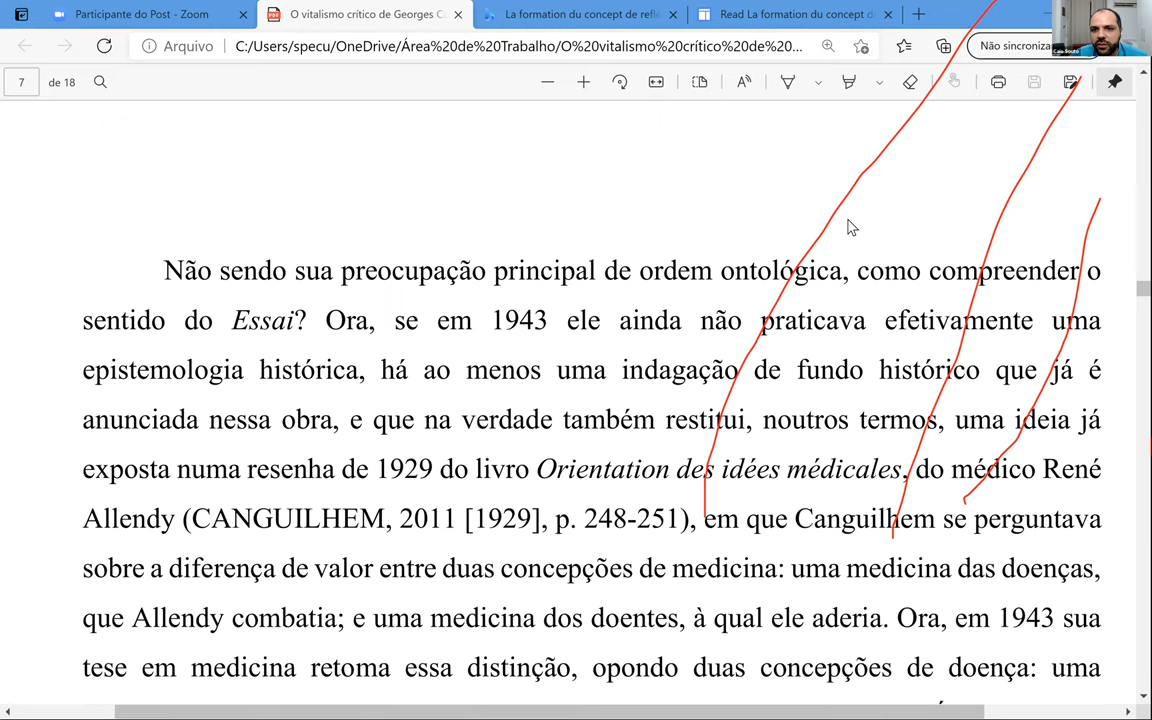 Participante do Post - Zoom
O vitalismo crítico de Georges C
La formation du concept de refle
Read La formation du concept d
Arquivo
C:/Users/specu/OneDrive/Área%20de%20Trabalho/O%20vitalismo%20crítico%20de%20...
Não sincroniza
Caio Souto
7 de 18
Não sendo sua preocupação principal de ordem ontológica, como compreender o
sentido do Essai? Ora, se em 1943 ele ainda não praticava efetivamente uma
epistemologia histórica, há ao menos uma indagação de fundo histórico que já é
anunciada nessa obra, e que na verdade também restitui, noutros termos, uma ideia já
exposta numa resenha de 1929 do livro Orientation des idées médicales, do médico René
Allendy (CANGUILHEM, 2011 [1929], p. 248-251), em que Canguilhem se perguntava
sobre a diferença de valor entre duas concepções de medicina: uma medicina das doenças,
que Allendy combatia; e uma medicina dos doentes, à qual ele aderia. Ora, em 1943 sua
tese em medicina retoma essa distinção, opondo duas concepções de doença: uma